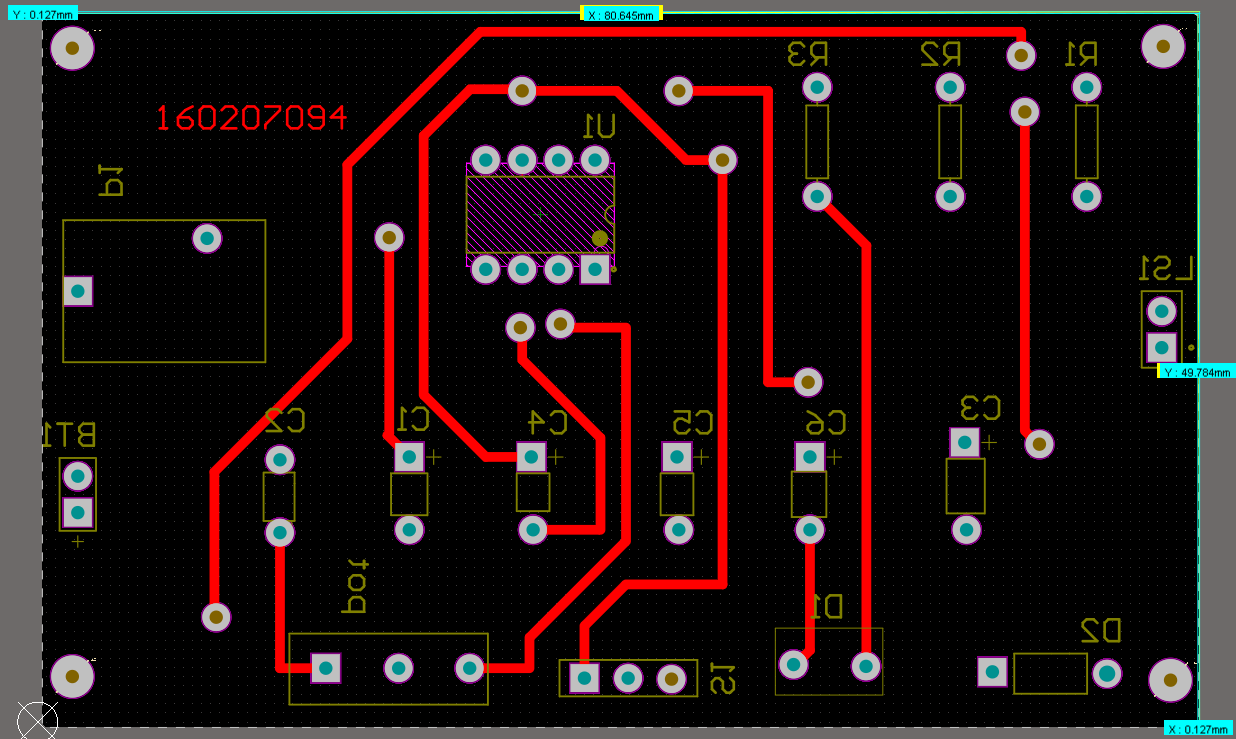 Y : 0.127mm
X : 80.645mm
R3
R2
R1
160207094
U1
P1
LS1
Y : 49.784mm
C2
C1
C4
C5
C6
C3
BT1
+
+
+
+
+
+
Pot
D1
D2
S1
X : 0.127mm